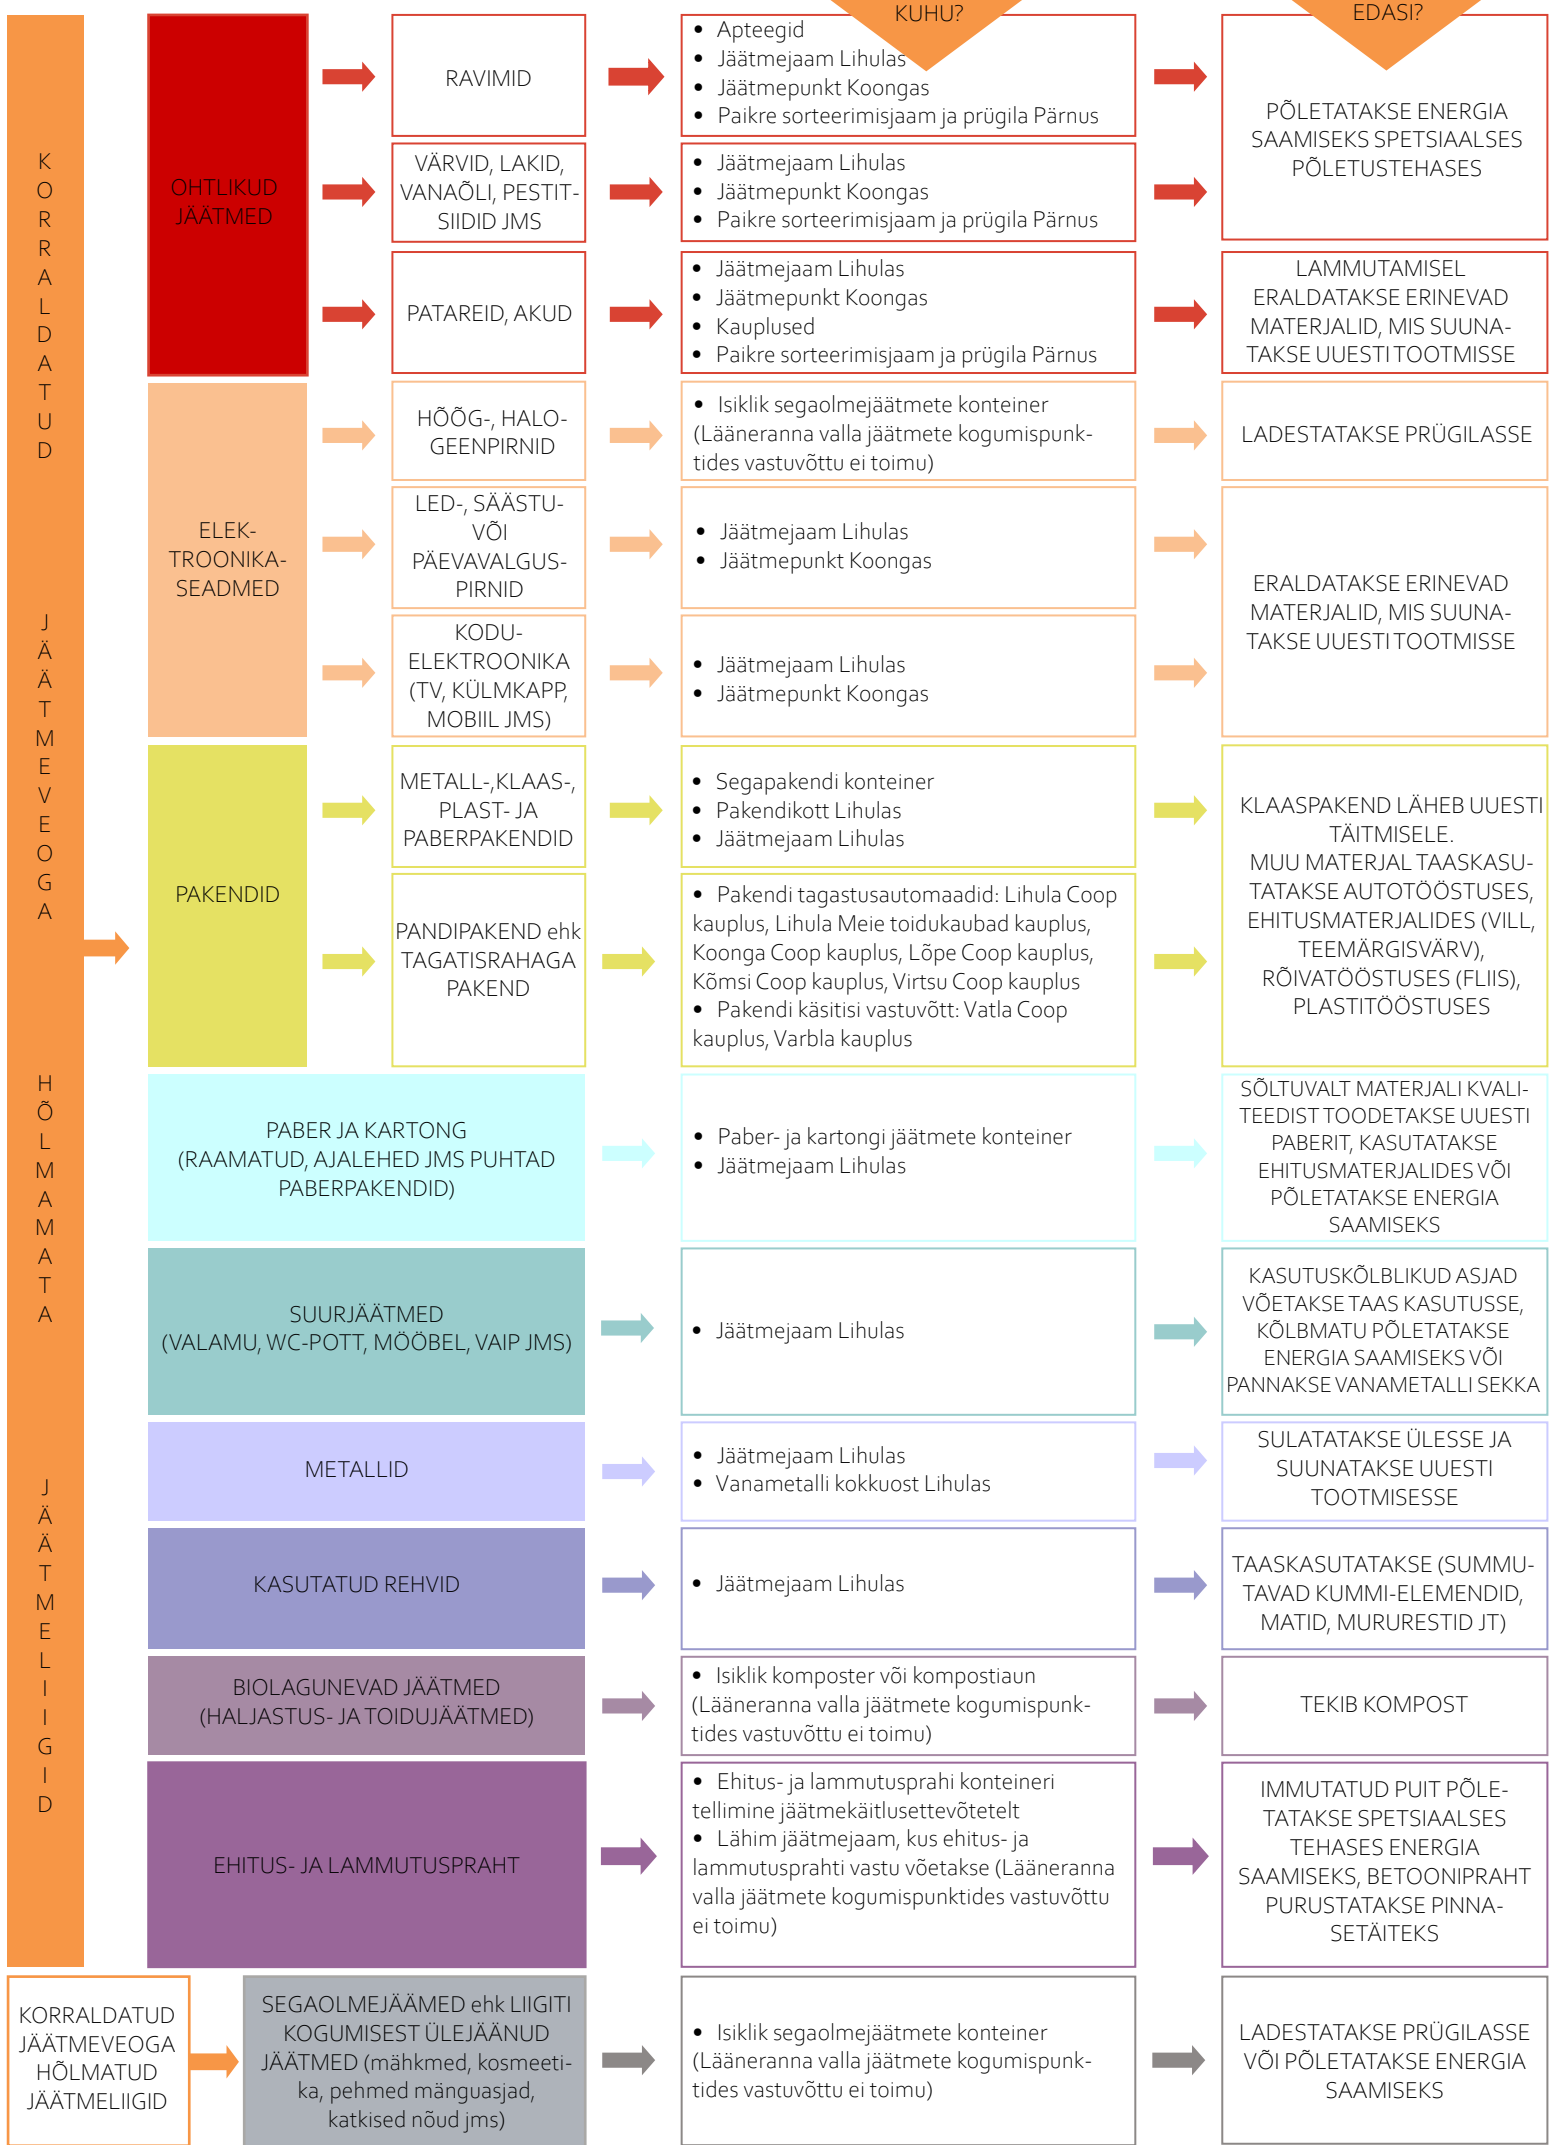 KUHU?
EDASI?
KORRALDATUD JÄÄTMEVEOGA HÕLMAMATA JÄÄTMELIIGID
OHTLIKUD
JÄÄTMED
RAVIMID
• Apteegid
• Jäätmejaam Lihulas
• Jäätmepunkt Koongas
• Paikre sorteerimisjaam ja prügila Pärnus
PÕLETATAKSE ENERGIA
SAAMISEKS SPETSIAALSES
PÕLETUSTEHASES
VÄRVID, LAKID,
VANAÕLI, PESTIT-
SIIDID JMS
• Jäätmejaam Lihulas
• Jäätmepunkt Koongas
• Paikre sorteerimisjaam ja prügila Pärnus
PATAREID, AKUD
• Jäätmejaam Lihulas
• Jäätmepunkt Koongas
• Kauplused
• Paikre sorteerimisjaam ja prügila Pärnus
LAMMUTAMISEL
ERALDATAKSE ERINEVAD
MATERJALID, MIS SUUNA-
TAKSE UUESTI TOOTMISSE
ELEK-
TROONIKA-
SEADMED
HÕÕG-, HALO-
GEENPIRNID
• Isiklik segaolmejäätmete konteiner
(Lääneranna valla jäätmete kogumispunk-
tides vastuvõttu ei toimu)
LADESTATAKSE PRÜGILASSE
LED-, SÄÄSTU-
VÕI
PÄEVAVALGUS-
PIRNID
• Jäätmejaam Lihulas
• Jäätmepunkt Koongas
ERALDATAKSE ERINEVAD
MATERJALID, MIS SUUNA-
TAKSE UUESTI TOOTMISSE
KODU-
ELEKTROONIKA
(TV, KÜLMKAPP,
MOBIIL JMS)
• Jäätmejaam Lihulas
• Jäätmepunkt Koongas
PAKENDID
METALL-,KLAAS-,
PLAST- JA
PABERPAKENDID
• Segapakendi konteiner
• Pakendikott Lihulas
• Jäätmejaam Lihulas
KLAASPAKEND LÄHEB UUESTI
TÄITMISELE.
MUU MATERJAL TAASKASU-
TATAKSE AUTOTÖÖSTUSES,
EHITUSMATERJALIDES (VILL,
TEEMÄRGISVÄRV),
RÕIVATÖÖSTUSES (FLIIS),
PLASTITÖÖSTUSES
PANDIPAKEND ehk
TAGATISRAHAGA
PAKEND
• Pakendi tagastusautomaadid: Lihula Coop
kauplus, Lihula Meie toidukaubad kauplus,
Koonga Coop kauplus, Lõpe Coop kauplus,
Kõmsi Coop kauplus, Virtsu Coop kauplus
• Pakendi käsitisi vastuvõtt: Vatla Coop
kauplus, Varbla kauplus
PABER JA KARTONG
(RAAMATUD, AJALEHED JMS PUHTAD
PABERPAKENDID)
• Paber- ja kartongi jäätmete konteiner
• Jäätmejaam Lihulas
SÕLTUVALT MATERJALI KVALI-
TEEDIST TOODETAKSE UUESTI
PABERIT, KASUTATAKSE
EHITUSMATERJALIDES VÕI
PÕLETATAKSE ENERGIA
SAAMISEKS
SUURJÄÄTMED
(VALAMU, WC-POTT, MÖÖBEL, VAIP JMS)
• Jäätmejaam Lihulas
KASUTUSKÕLBLIKUD ASJAD
VÕETAKSE TAAS KASUTUSSE,
KÕLBMATU PÕLETATAKSE
ENERGIA SAAMISEKS VÕI
PANNAKSE VANAMETALLI SEKKA
METALLID
• Jäätmejaam Lihulas
• Vanametalli kokkuost Lihulas
SULATATAKSE ÜLESSE JA
SUUNATAKSE UUESTI
TOOTMISESSE
KASUTATUD REHVID
• Jäätmejaam Lihulas
TAASKASUTATAKSE (SUMMU-
TAVAD KUMMI-ELEMENDID,
MATID, MURURESTID JT)
BIOLAGUNEVAD JÄÄTMED
(HALJASTUS- JA TOIDUJÄÄTMED)
• Isiklik komposter või kompostiaun
(Lääneranna valla jäätmete kogumispunk-
tides vastuvõttu ei toimu)
TEKIB KOMPOST
EHITUS- JA LAMMUTUSPRAHT
• Ehitus- ja lammutusprahi konteineri
tellimine jäätmekäitlusettevõtetelt
• Lähim jäätmejaam, kus ehitus- ja
lammutusprahti vastu võetakse (Lääneranna
valla jäätmete kogumispunktides vastuvõttu
ei toimu)
IMMUTATUD PUIT PÕLE-
TATAKSE SPETSIAALSES
TEHASES ENERGIA
SAAMISEKS, BETOONIPRAHT
PURUSTATAKSE PINNA-
SETÄITEKS
KORRALDATUD
JÄÄTMEVEOGA
HÕLMATUD
JÄÄTMELIIGID
SEGAOLMEJÄÄMED ehk LIIGITI
KOGUMISEST ÜLEJÄÄNUD
JÄÄTMED (mähkmed, kosmeeti-
ka, pehmed mänguasjad,
katkised nõud jms)
• Isiklik segaolmejäätmete konteiner
(Lääneranna valla jäätmete kogumispunk-
tides vastuvõttu ei toimu)
LADESTATAKSE PRÜGILASSE
VÕI PÕLETATAKSE ENERGIA
SAAMISEKS